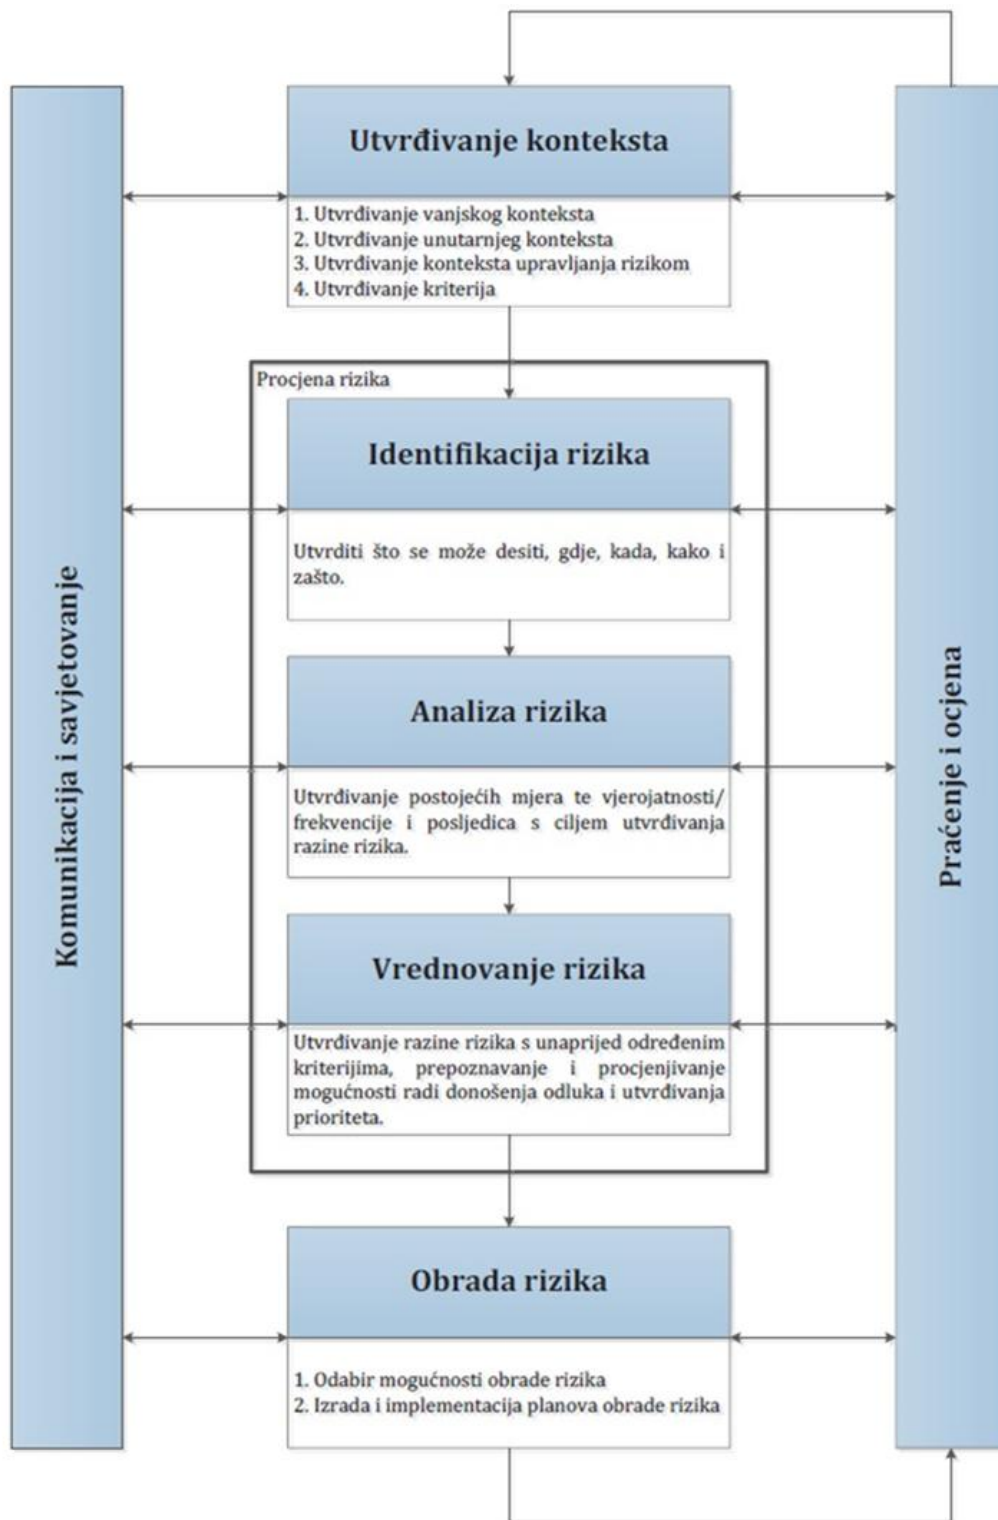 Utvrđivanje konteksta
1. Utvrđivanje vanjskog konteksta
2. Utvrđivanje unutarnjeg konteksta
3. Utvrđivanje konteksta upravljanja rizikom
4. Utvrđivanje kriterija
Procjena rizika
Identifikacija rizika
Utvrditi što se može desiti, gdje, kada, kako i
zašto.
Analiza rizika
Utvrđivanje postojećih mjera te vjerojatnosti/
frekvencije i posljedica s ciljem utvrđivanja
razine rizika.
Vrednovanje rizika
Utvrđivanje razine rizika s unaprijed određenim
kriterijima, prepoznavanje i procjenjivanje
mogućnosti radi donošenja odluka i utvrđivanja
prioriteta.
Obrada rizika
1. Odabir mogućnosti obrade rizika
2. Izrada i implementacija planova obrade rizika
Komunikacija i savjetovanje
Praćenje i ocjena